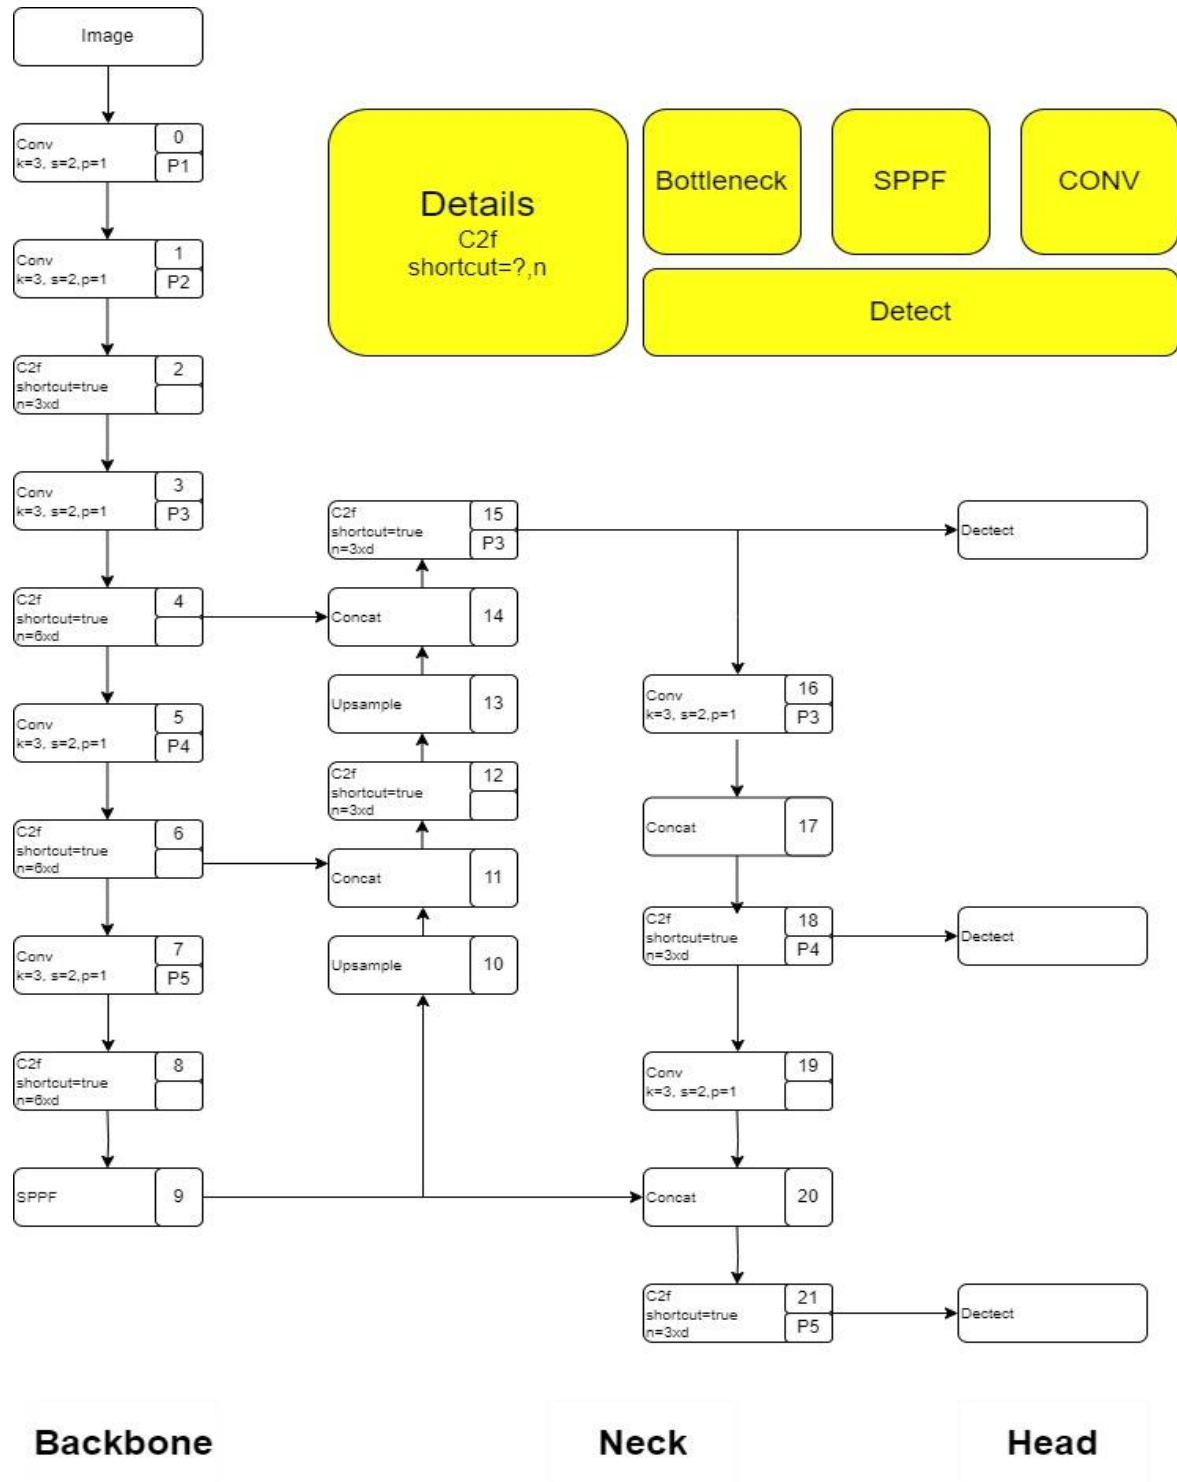 Image
Conv
k=3, s=2,p=1
0
P1
Conv
k=3, s=2,p=1
1
P2
C2f
shortcut=true
n=3xd
2
Conv
k=3, s=2,p=1
3
P3
C2f
shortcut=true
n=6xd
4
Conv
k=3, s=2,p=1
5
P4
C2f
shortcut=true
n=6xd
6
Conv
k=3, s=2,p=1
7
P5
C2f
shortcut=true
n=6xd
8
SPPF
9
Details
C2f
shortcut=?,n
Bottleneck
SPPF
CONV
Detect
C2f
shortcut=true
n=3xd
15
P3
Concat
14
Upsample
13
C2f
shortcut=true
n=3xd
12
Concat
11
Upsample
10
Conv
k=3, s=2,p=1
16
P3
Concat
17
C2f
shortcut=true
n=3xd
18
P4
Conv
k=3, s=2,p=1
19
Concat
20
C2f
shortcut=true
n=3xd
21
P5
Dectect
Dectect
Dectect
Backbone
Neck
Head